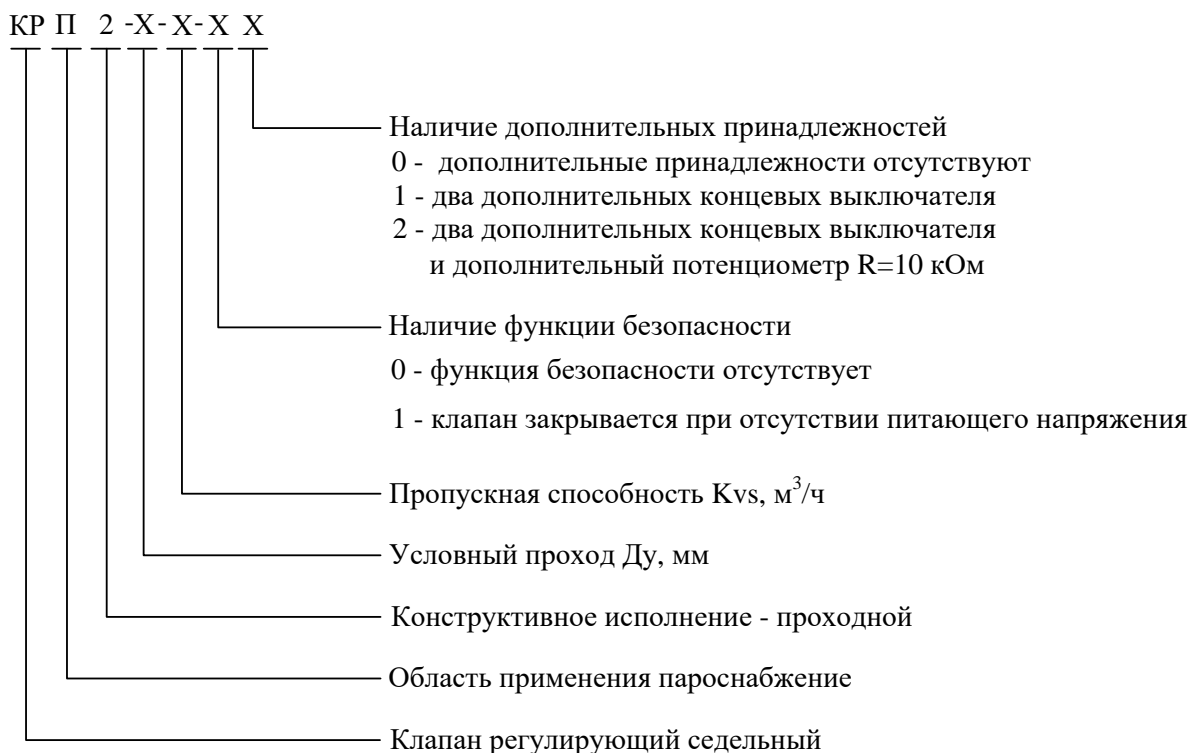 КР П 2 -Х- Х- Х Х
Наличие дополнительных принадлежностей
0 - дополнительные принадлежности отсутствуют
1 - два дополнительных концевых выключателя
2 - два дополнительных концевых выключателя
и дополнительный потенциометр R=10 кОм
Наличие функции безопасности
0 - функция безопасности отсутствует
1 - клапан закрывается при отсутствии питающего напряжения
Пропускная способность Kvs, м³/ч
Условный проход Ду, мм
Конструктивное исполнение - проходной
Область применения пароснабжение
Клапан регулирующий седельный